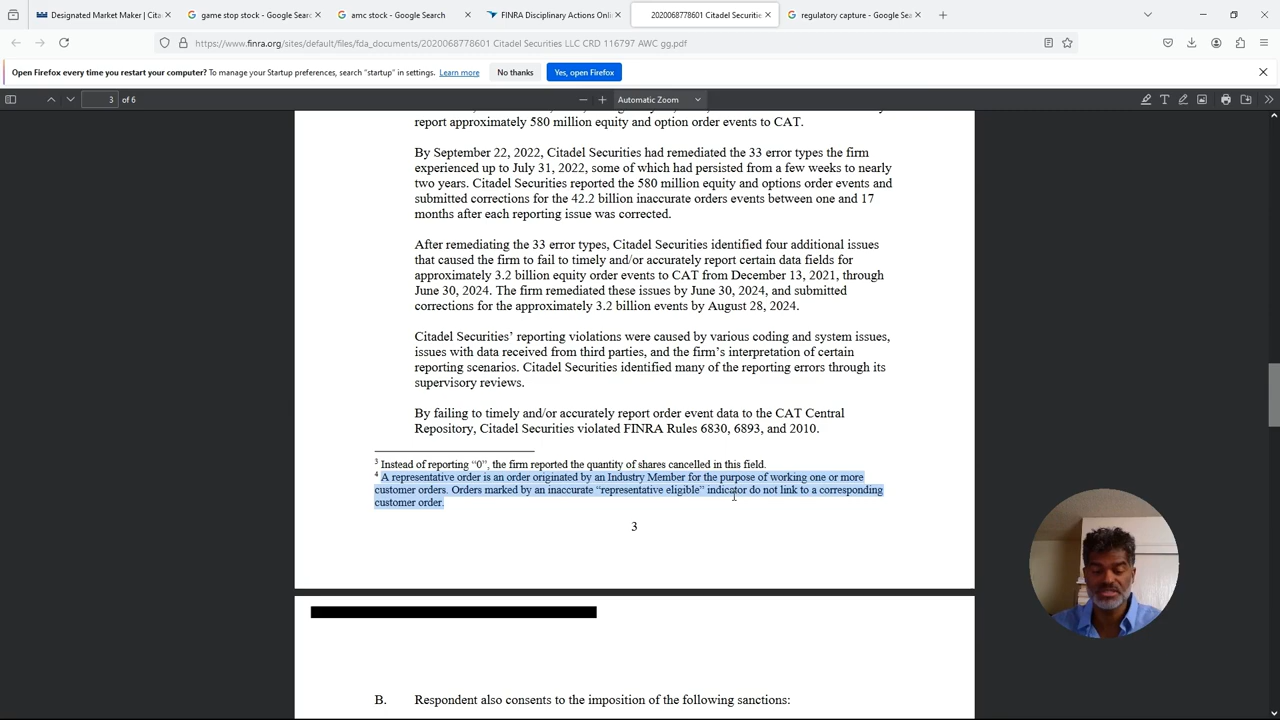 Designated Market Maker | Cita
game stop stock - Google Sear
amc stock - Google Search
FINRA Disciplinary Actions Onli
2020068778601 Citadel Securitie
regulatory capture - Google Sea
https://www.finra.org/sites/default/files/fda_documents/2020068778601 Citadel Securities LLC CRD 116797 AWC gg.pdf
Open Firefox every time you restart your computer? To manage your Startup preferences, search "startup" in settings. Learn more No thanks Yes, open Firefox
3 of 6 Automatic Zoom
report approximately 580 million equity and option order events to CAT.
By September 22, 2022, Citadel Securities had remediated the 33 error types the firm
experienced up to July 31, 2022, some of which had persisted from a few weeks to nearly
two years. Citadel Securities reported the 580 million equity and options order events and
submitted corrections for the 42.2 billion inaccurate orders events between one and 17
months after each reporting issue was corrected.
After remediating the 33 error types, Citadel Securities identified four additional issues
that caused the firm to fail to timely and/or accurately report certain data fields for
approximately 3.2 billion equity order events to CAT from December 13, 2021, through
June 30, 2024. The firm remediated these issues by June 30, 2024, and submitted
corrections for the approximately 3.2 billion events by August 28, 2024.
Citadel Securities’ reporting violations were caused by various coding and system issues,
issues with data received from third parties, and the firm’s interpretation of certain
reporting scenarios. Citadel Securities identified many of the reporting errors through its
supervisory reviews.
By failing to timely and/or accurately report order event data to the CAT Central
Repository, Citadel Securities violated FINRA Rules 6830, 6893, and 2010.
3 Instead of reporting “0”, the firm reported the quantity of shares cancelled in this field.
4 A representative order is an order originated by an Industry Member for the purpose of working one or more
customer orders. Orders marked by an inaccurate “representative eligible” indicator do not link to a corresponding
customer order.
3
B. Respondent also consents to the imposition of the following sanctions: